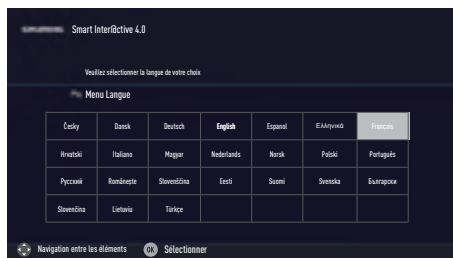 Smart Inter@ctive 4.0
Veuillez sélectionner la langue de votre choix
Menu Langue
Česky Dansk Deutsch English Espanol Ελληνικά Francais
Hrvatski Italiano Magyar Nederlands Norsk Polski Português
Русский Românește Slovenščina Eesti Suomi Svenska Български
Slovenčina Lietuviu Türkçe
Navigation entre les éléments OK Sélectionner